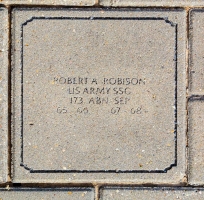 ROBERT A ROBISON
US ARMY SSG
173 ABN SEP
65 66 67 68